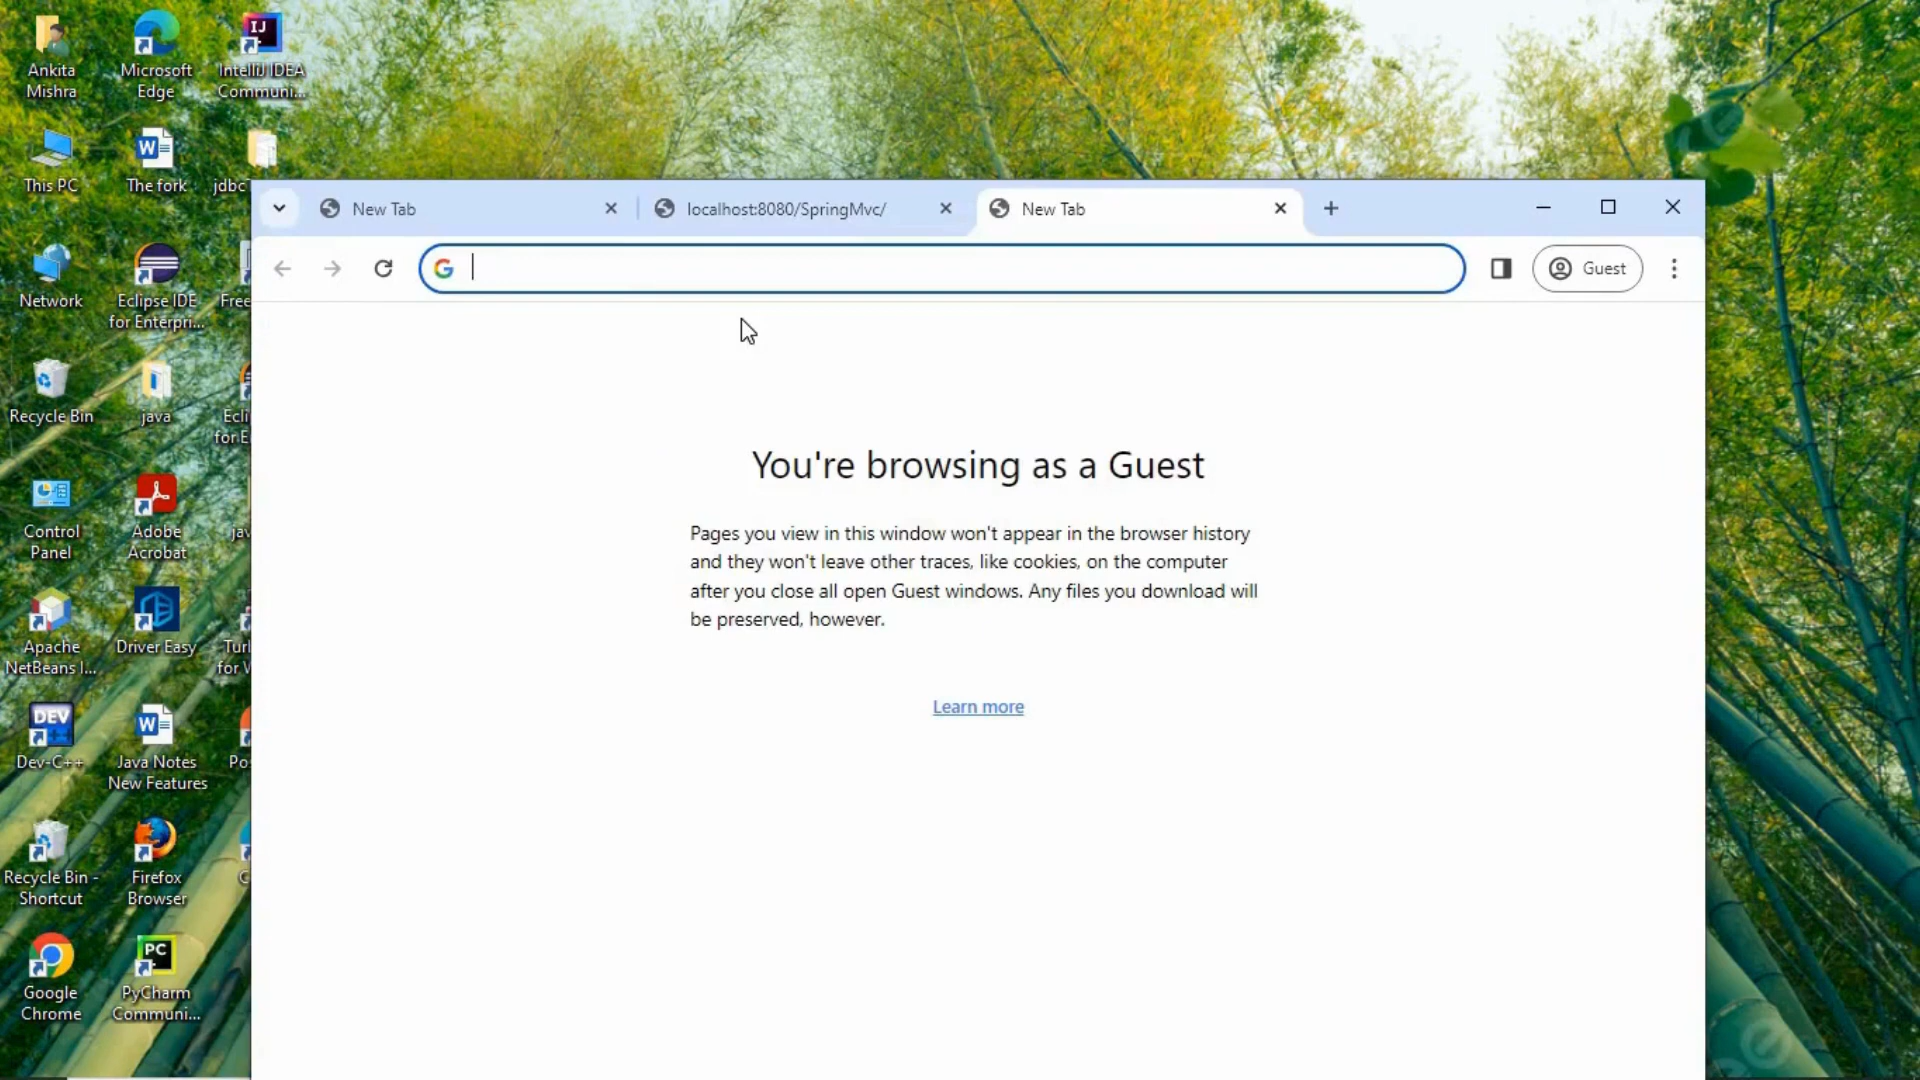 Ankita
Mishra
Microsoft
Edge
IJ
IntelliJ IDEA
Communi...
This PC
The fork
jdbc
New Tab
localhost:8080/SpringMvc/
New Tab
Guest
Network
Eclipse IDE
for Enterpri...
Free
Recycle Bin
java
Ecli
for E
You're browsing as a Guest
Pages you view in this window won't appear in the browser history
and they won't leave other traces, like cookies, on the computer
after you close all open Guest windows. Any files you download will
be preserved, however.
Learn more
Control
Panel
Adobe
Acrobat
jav
Apache
NetBeans I...
Driver Easy
for W
DEV
C++
Dev-C++
Java Notes
New Features
Recycle Bin -
Shortcut
Firefox
Browser
C
Google
Chrome
PC
PyCharm
Communi...